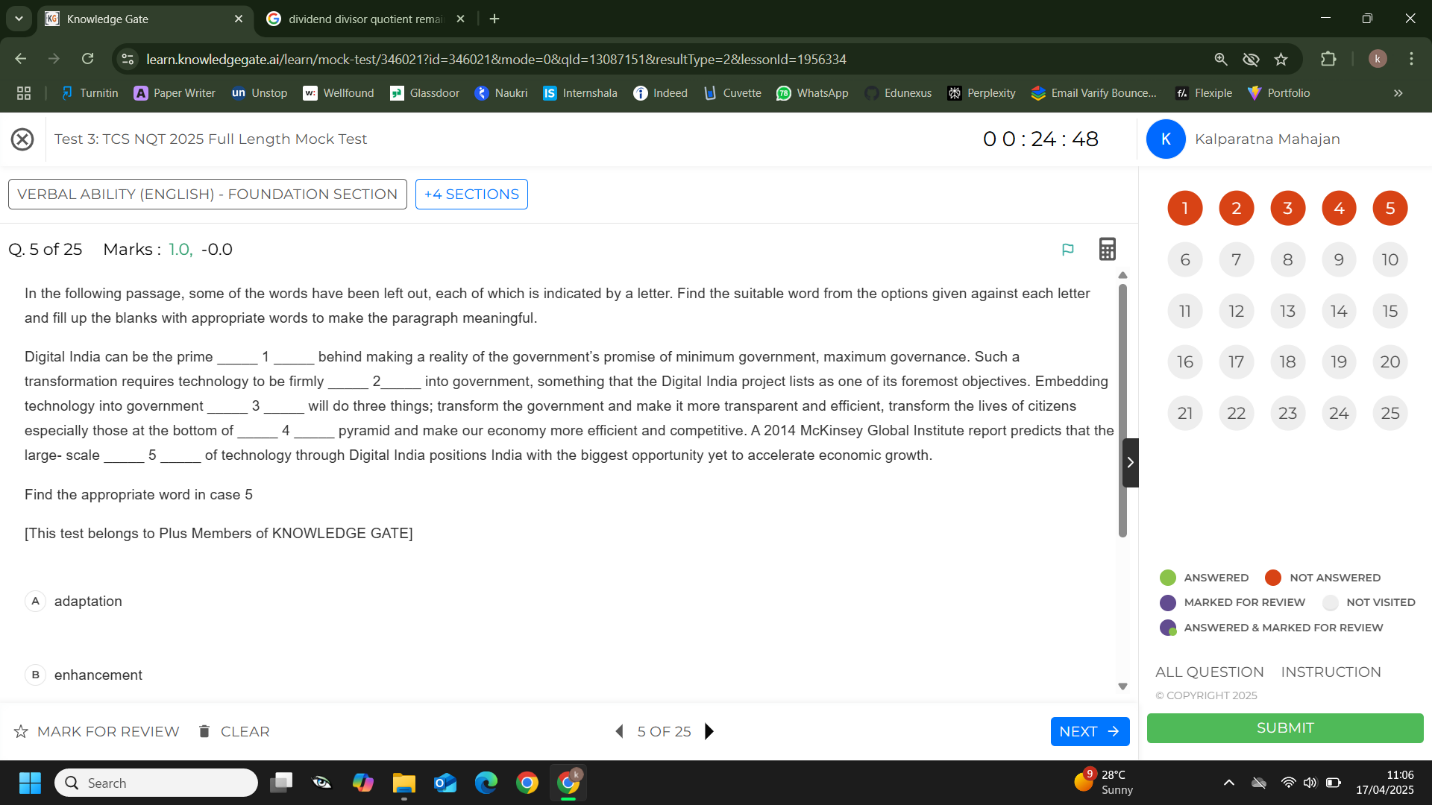 Knowledge Gate
dividend divisor quotient remai
learn.knowledgegate.ai/learn/mock-test/346021?id=346021&mode=0&qId=13087151&resultType=2&lessonId=1956334
k
Turnitin
A Paper Writer
un Unstop
w: Wellfound
Glassdoor
Naukri
IS Internshala
Indeed
Cuvette
78 WhatsApp
Edunexus
Perplexity
Email Varify Bounce...
Flexiple
Portfolio
»
Test 3: TCS NQT 2025 Full Length Mock Test
0 0 : 24 : 48
K Kalparatna Mahajan
VERBAL ABILITY (ENGLISH) - FOUNDATION SECTION
+4 SECTIONS
Q. 5 of 25 Marks : 1.0, -0.0
In the following passage, some of the words have been left out, each of which is indicated by a letter. Find the suitable word from the options given against each letter
and fill up the blanks with appropriate words to make the paragraph meaningful.
Digital India can be the prime _____ 1 _____ behind making a reality of the government's promise of minimum government, maximum governance. Such a
transformation requires technology to be firmly _____ 2_____ into government, something that the Digital India project lists as one of its foremost objectives. Embedding
technology into government _____ 3 _____ will do three things; transform the government and make it more transparent and efficient, transform the lives of citizens
especially those at the bottom of _____ 4 _____ pyramid and make our economy more efficient and competitive. A 2014 McKinsey Global Institute report predicts that the
large- scale _____ 5 _____ of technology through Digital India positions India with the biggest opportunity yet to accelerate economic growth.
Find the appropriate word in case 5
[This test belongs to Plus Members of KNOWLEDGE GATE]
A adaptation
B enhancement
MARK FOR REVIEW
CLEAR
5 OF 25
NEXT
1 2 3 4 5
6 7 8 9 10
11 12 13 14 15
16 17 18 19 20
21 22 23 24 25
ANSWERED NOT ANSWERED
MARKED FOR REVIEW NOT VISITED
ANSWERED & MARKED FOR REVIEW
ALL QUESTION INSTRUCTION
© COPYRIGHT 2025
SUBMIT
Search
9
28°C
Sunny
11:06
17/04/2025